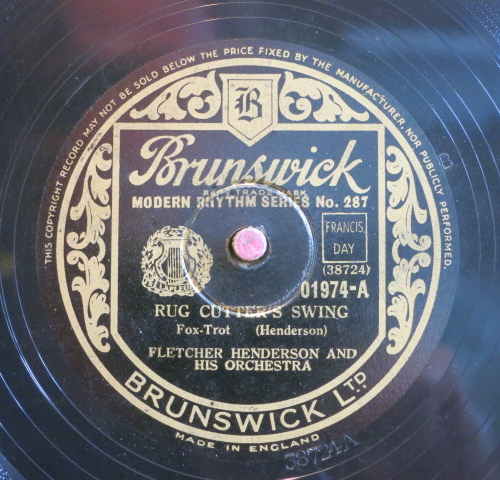 THIS COPYRIGHT RECORD MAY NOT BE SOLD BELOW THE PRICE FIXED BY THE MANUFACTURER, NOR PUBLICLY PERFORMED.
B
Brunswick
REGD TRADE MARK
MODERN RHYTHM SERIES No. 287
FRANCIS,
DAY
(38724)
01974-A
RUG CUTTER'S SWING
Fox-Trot (Henderson)
FLETCHER HENDERSON AND
HIS ORCHESTRA
BRUNSWICK LTD.
MADE IN ENGLAND
38724A